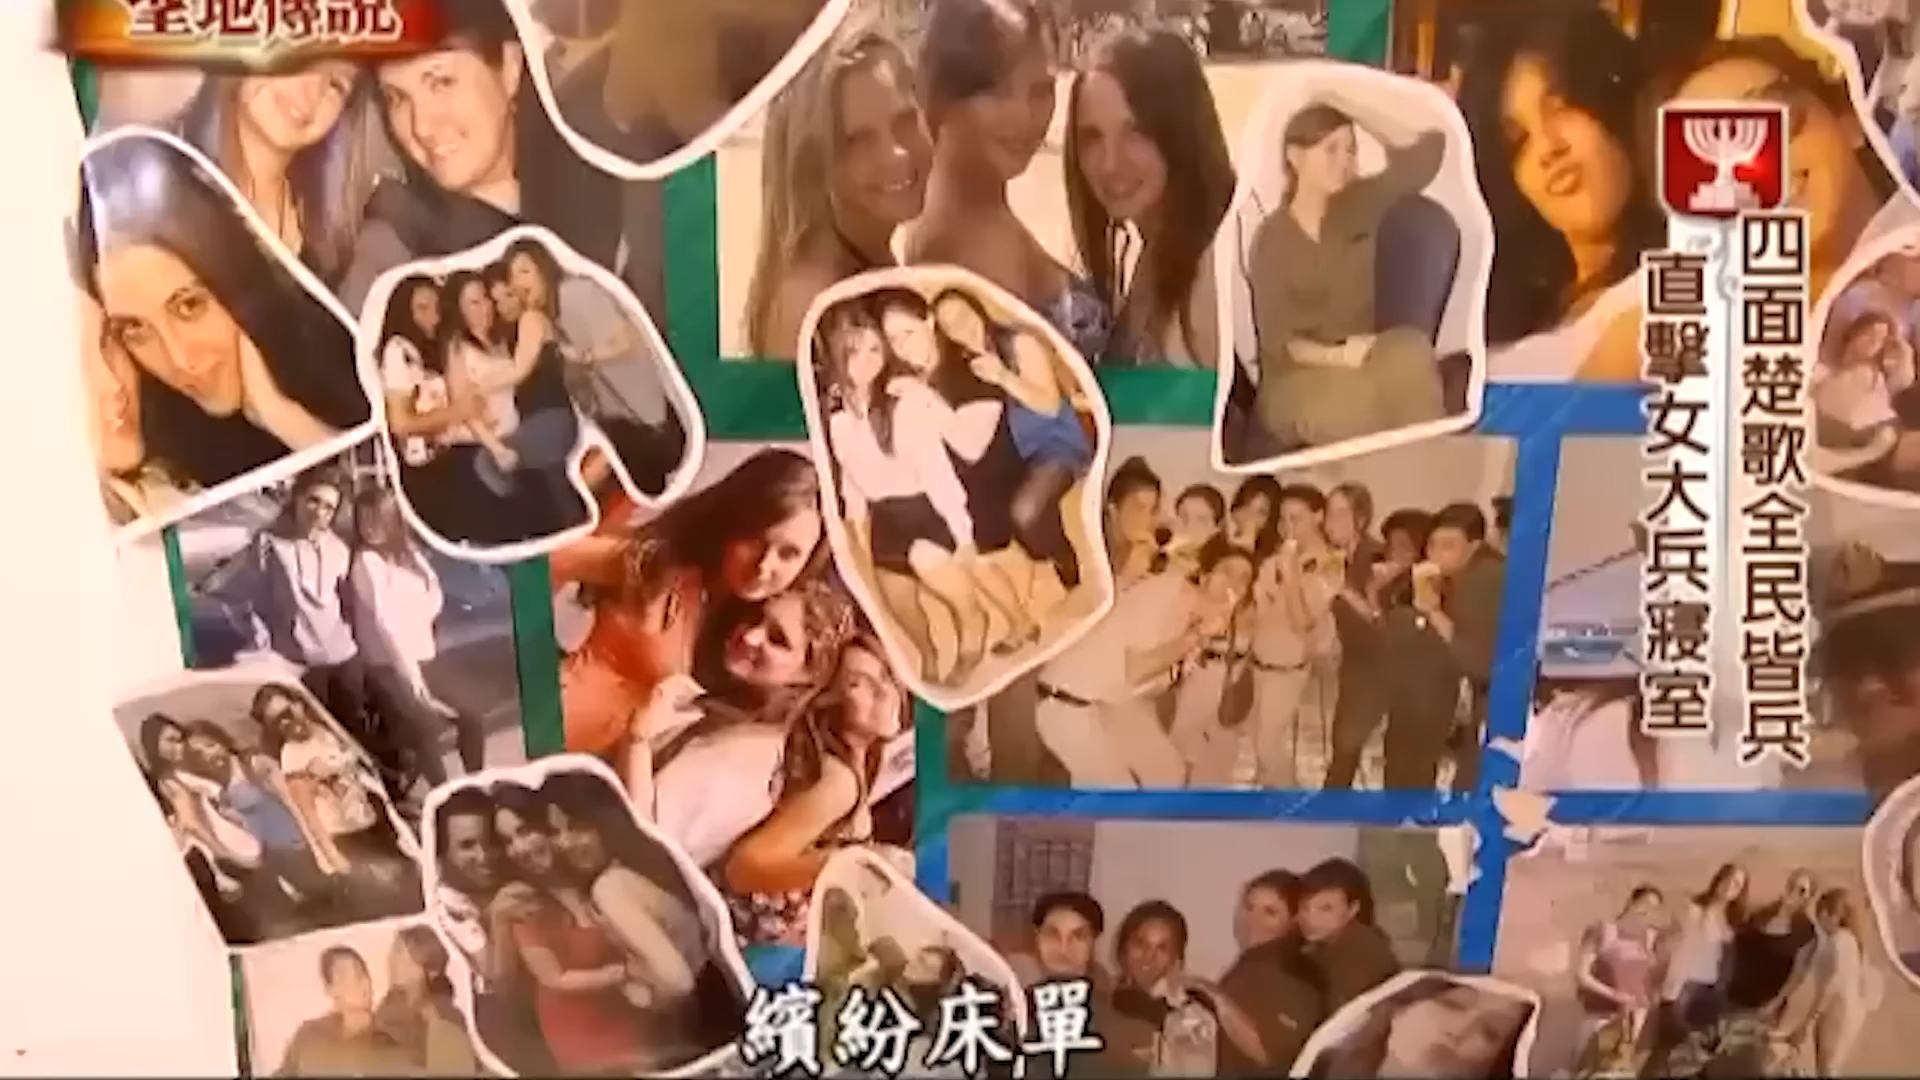 聖地傳說
四面楚歌全民皆兵
直擊女大兵寢室
繽紛床單